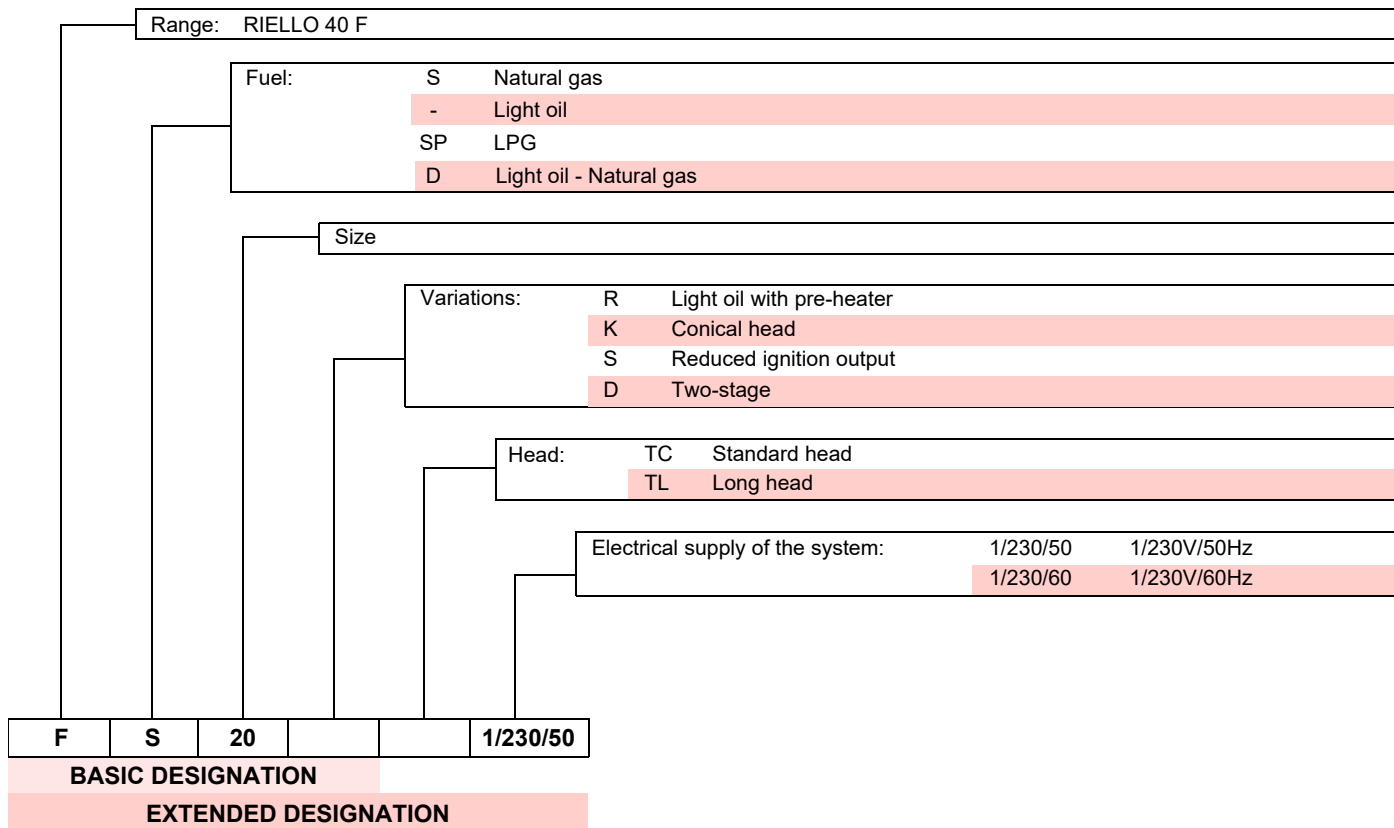 Range: RIELLO 40 F
Fuel: S Natural gas
- Light oil
SP LPG
D Light oil - Natural gas
Size
Variations: R Light oil with pre-heater
K Conical head
S Reduced ignition output
D Two-stage
Head: TC Standard head
TL Long head
Electrical supply of the system: 1/230/50 1/230V/50Hz
1/230/60 1/230V/60Hz
F S 20 1/230/50
BASIC DESIGNATION
EXTENDED DESIGNATION